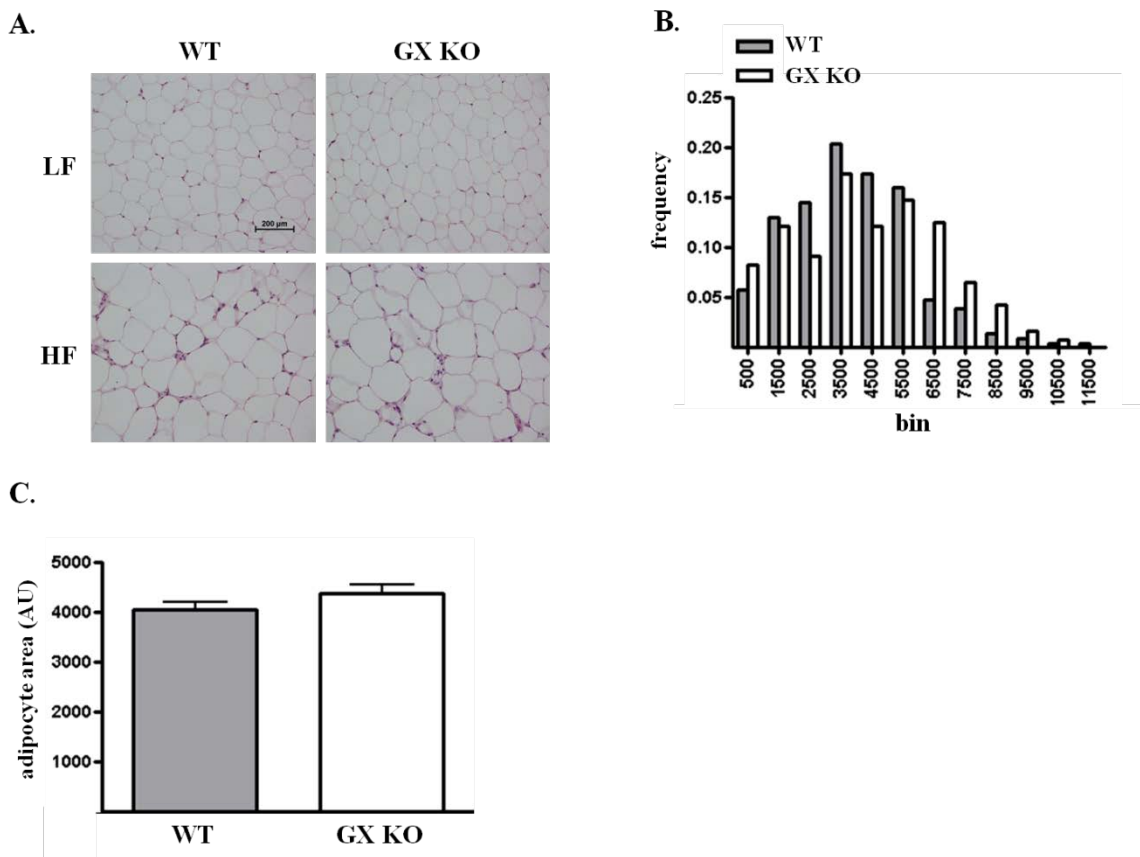 A.
WT GX KO
LF
200 µm
HF
B.
WT
GX KO
frequency
0.25
0.20
0.15
0.10
0.05
500 1500 2500 3500 4500 5500 6500 7500 8500 9500 10500 11500
bin
C.
adipocyte area (AU)
5000
4000
3000
2000
1000
WT GX KO